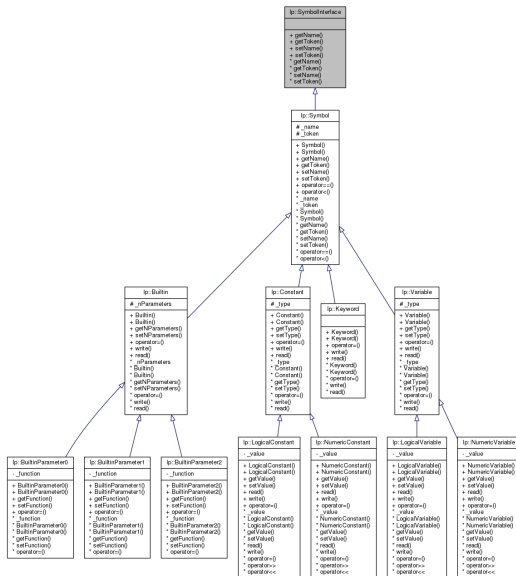 lp::SymbolInterface
+ getName()
+ getToken()
+ setName()
+ setToken()
* getName()
* getToken()
* setName()
* setToken()
lp::Symbol
# _name
# _token
+ Symbol()
+ Symbol()
+ getName()
+ getToken()
+ setName()
+ setToken()
+ operator==()
+ operator<()
* _name
* _token
* Symbol()
* Symbol()
* getName()
* getToken()
* setName()
* setToken()
* operator==()
* operator<()
lp::Builtin
# _nParameters
+ Builtin()
+ Builtin()
+ getNParameters()
+ setNParameters()
+ operator=()
+ write()
+ read()
* _nParameters
* Builtin()
* Builtin()
* getNParameters()
* setNParameters()
* operator=()
* write()
* read()
lp::Constant
# _type
+ Constant()
+ Constant()
+ getType()
+ setType()
+ operator=()
+ write()
+ read()
* _type
* Constant()
* Constant()
* getType()
* setType()
* operator=()
* write()
* read()
lp::Keyword
+ Keyword()
+ Keyword()
+ operator=()
+ write()
+ read()
* Keyword()
* Keyword()
* operator=()
* write()
* read()
lp::Variable
# _type
+ Variable()
+ Variable()
+ getType()
+ setType()
+ operator=()
+ write()
+ read()
* _type
* Variable()
* Variable()
* getType()
* setType()
* operator=()
* write()
* read()
lp::BuiltinParameter0
- _function
+ BuiltinParameter0()
+ BuiltinParameter0()
+ getFunction()
+ setFunction()
+ operator=()
* _function
* BuiltinParameter0()
* BuiltinParameter0()
* getFunction()
* setFunction()
* operator=()
lp::BuiltinParameter1
- _function
+ BuiltinParameter1()
+ BuiltinParameter1()
+ getFunction()
+ setFunction()
+ operator=()
* _function
* BuiltinParameter1()
* BuiltinParameter1()
* getFunction()
* setFunction()
* operator=()
lp::BuiltinParameter2
- _function
+ BuiltinParameter2()
+ BuiltinParameter2()
+ getFunction()
+ setFunction()
+ operator=()
* _function
* BuiltinParameter2()
* BuiltinParameter2()
* getFunction()
* setFunction()
* operator=()
lp::LogicalConstant
- _value
+ LogicalConstant()
+ LogicalConstant()
+ getValue()
+ setValue()
+ read()
+ write()
+ operator=()
* _value
* LogicalConstant()
* LogicalConstant()
* getValue()
* setValue()
* read()
* write()
* operator=()
* operator>>
* operator<<
lp::NumericConstant
- _value
+ NumericConstant()
+ NumericConstant()
+ getValue()
+ setValue()
+ read()
+ write()
+ operator=()
* _value
* NumericConstant()
* NumericConstant()
* getValue()
* setValue()
* read()
* write()
* operator=()
* operator>>
* operator<<
lp::LogicalVariable
- _value
+ LogicalVariable()
+ LogicalVariable()
+ getValue()
+ setValue()
+ read()
+ write()
+ operator=()
* _value
* LogicalVariable()
* LogicalVariable()
* getValue()
* setValue()
* read()
* write()
* operator=()
* operator>>
* operator<<
lp::NumericVariable
- _value
+ NumericVariable()
+ NumericVariable()
+ getValue()
+ setValue()
+ read()
+ write()
+ operator=()
* _value
* NumericVariable()
* NumericVariable()
* getValue()
* setValue()
* read()
* write()
* operator=()
* operator>>
* operator<<